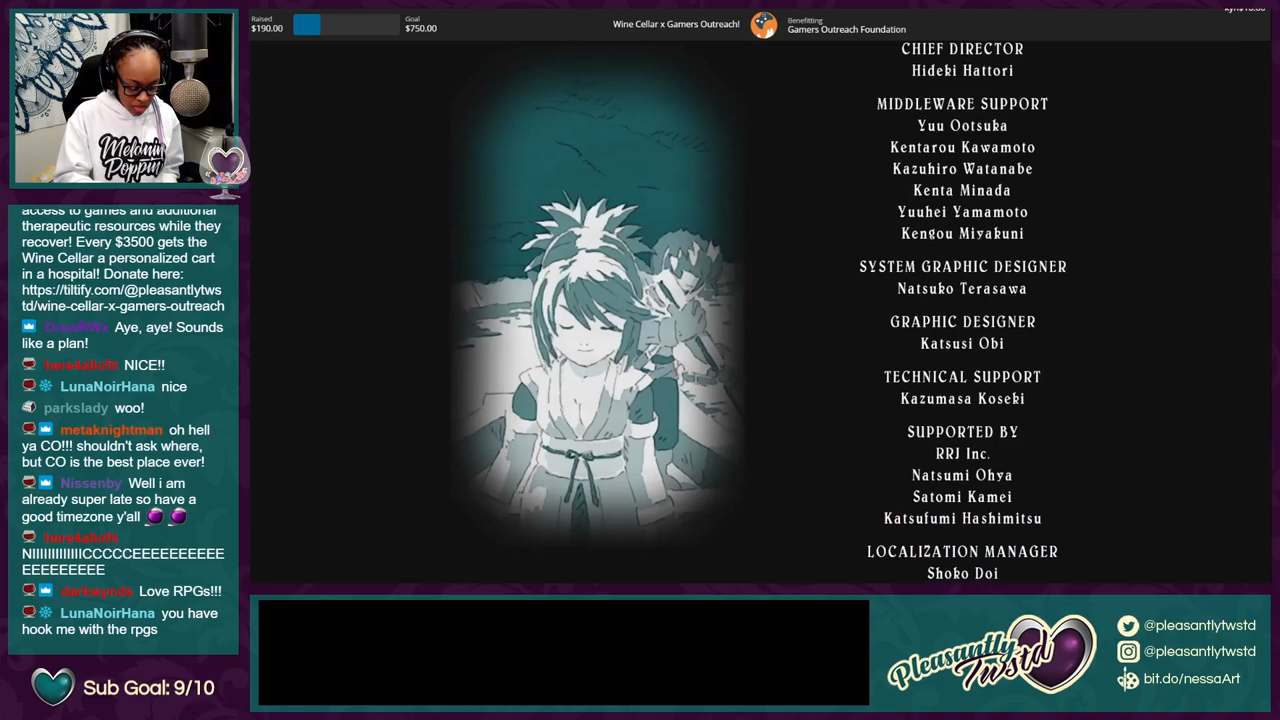 Raised
$190.00
Goal
$750.00
Wine Cellar x Gamers Outreach!
Benefitting
Gamers Outreach Foundation
Melanin
Poppin
access to games and additional
therapeutic resources while they
recover! Every $3500 gets the
Wine Cellar a personalized cart
in a hospital! Donate here:
https://tiltify.com/@pleasantlytws
td/wine-cellar-x-gamers-outreach
Aye, aye! Sounds
like a plan!
NICE!!
LunaNoirHana nice
parkslady woo!
metaknightman oh hell
ya CO!!! shouldn't ask where,
but CO is the best place ever!
Nissenby Well i am
already super late so have a
good timezone y'all
NIIIIIIIIIIIICCCCCEEEEEEEEEE
EEEEEEEEE
darkwynds Love RPGs!!!
LunaNoirHana you have
hook me with the rpgs
Sub Goal: 9/10
CHIEF DIRECTOR
Hideki Hattori
MIDDLEWARE SUPPORT
Yuu Ootsuka
Kentarou Kawamoto
Kazuhiro Watanabe
Kenta Minada
Yuuhei Yamamoto
Kengou Miyakuni
SYSTEM GRAPHIC DESIGNER
Natsuko Terasawa
GRAPHIC DESIGNER
Katsusi Obi
TECHNICAL SUPPORT
Kazumasa Koseki
SUPPORTED BY
RRJ Inc.
Natsumi Ohya
Satomi Kamei
Katsufumi Hashimitsu
LOCALIZATION MANAGER
Shoko Doi
Pleasantly
Twstd
@pleasantlytwstd
@pleasantlytwstd
bit.do/nessaArt